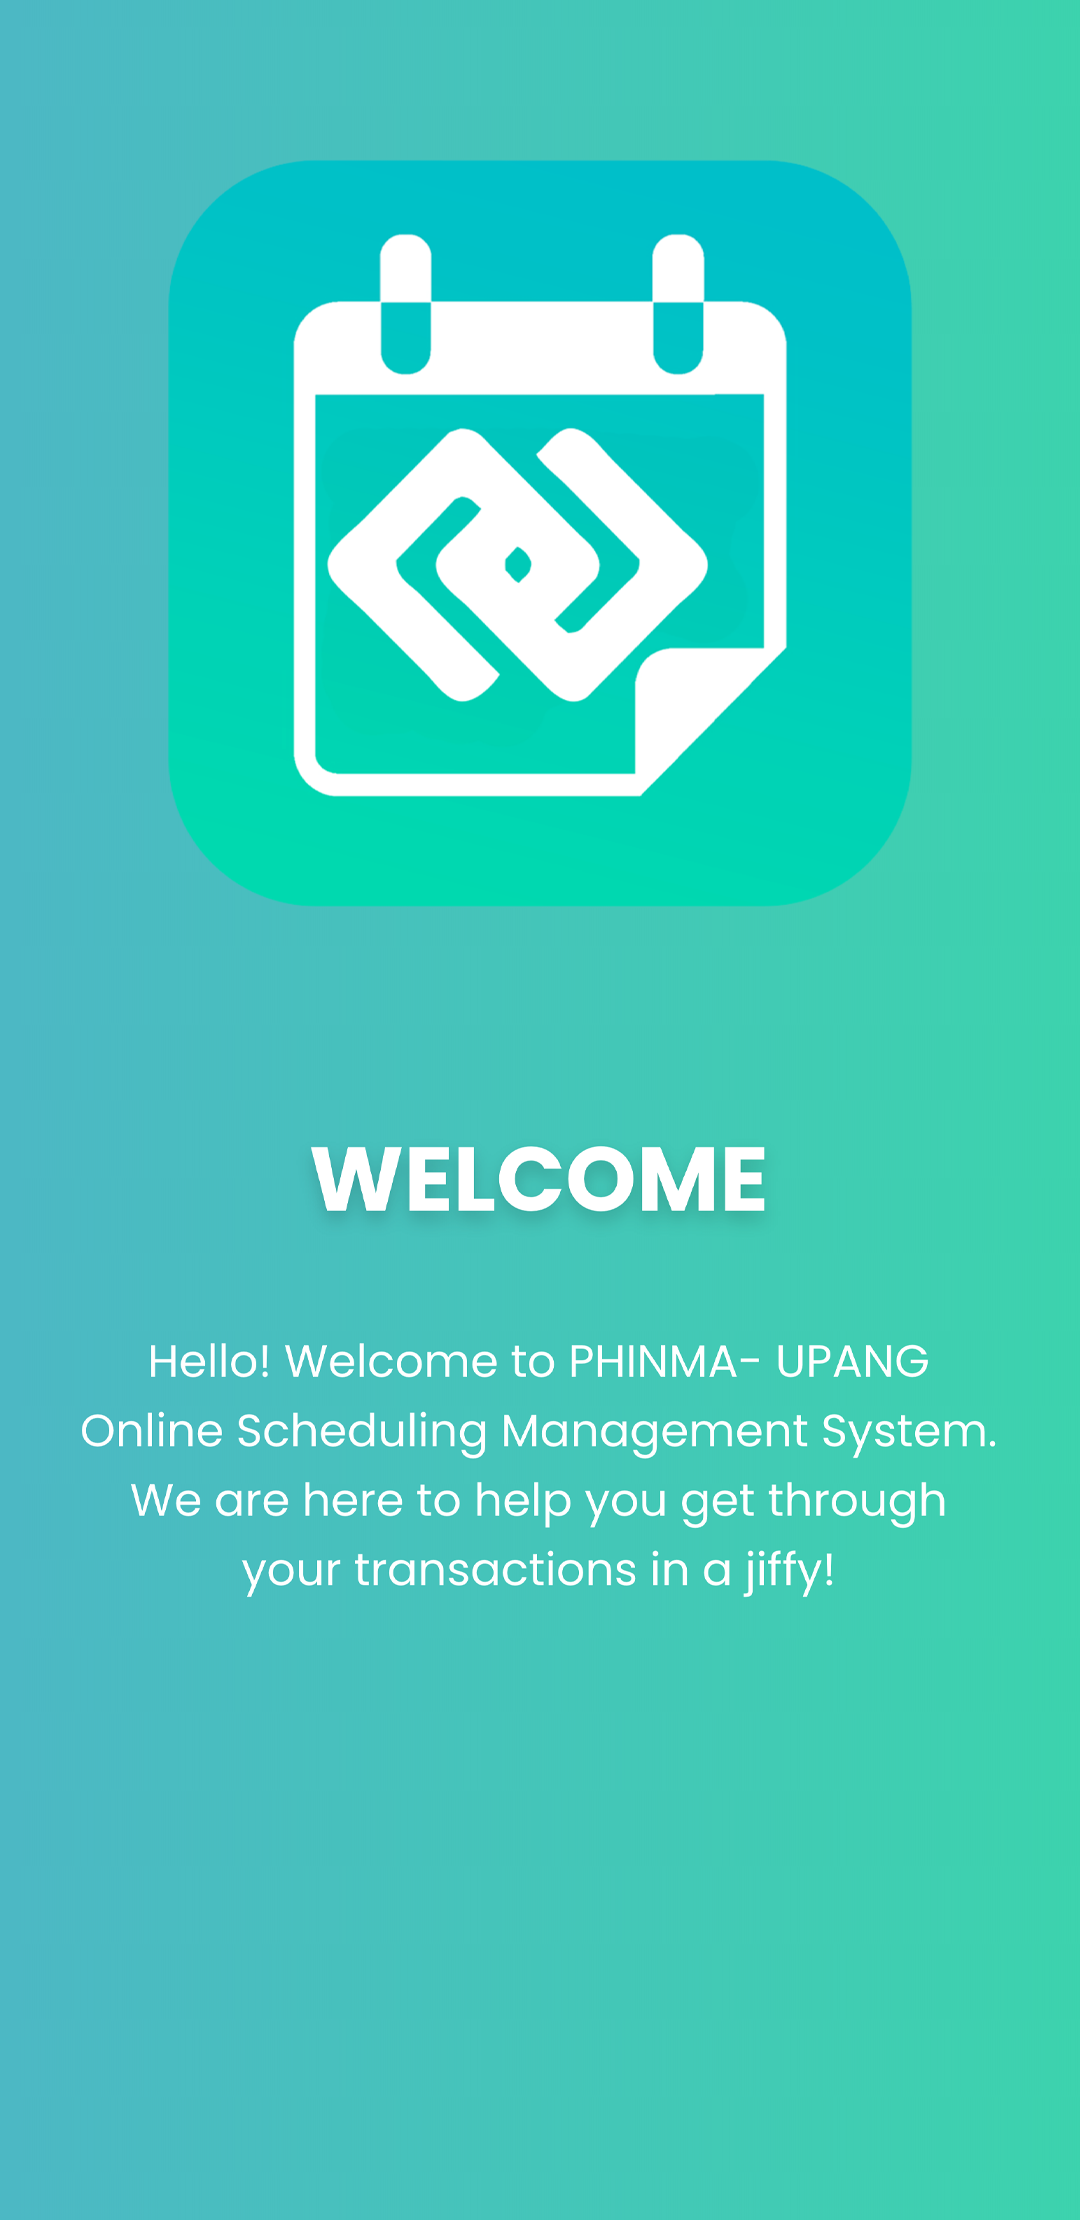 WELCOME
Hello! Welcome to PHINMA- UPANG
Online Scheduling Management System.
We are here to help you get through
your transactions in a jiffy!